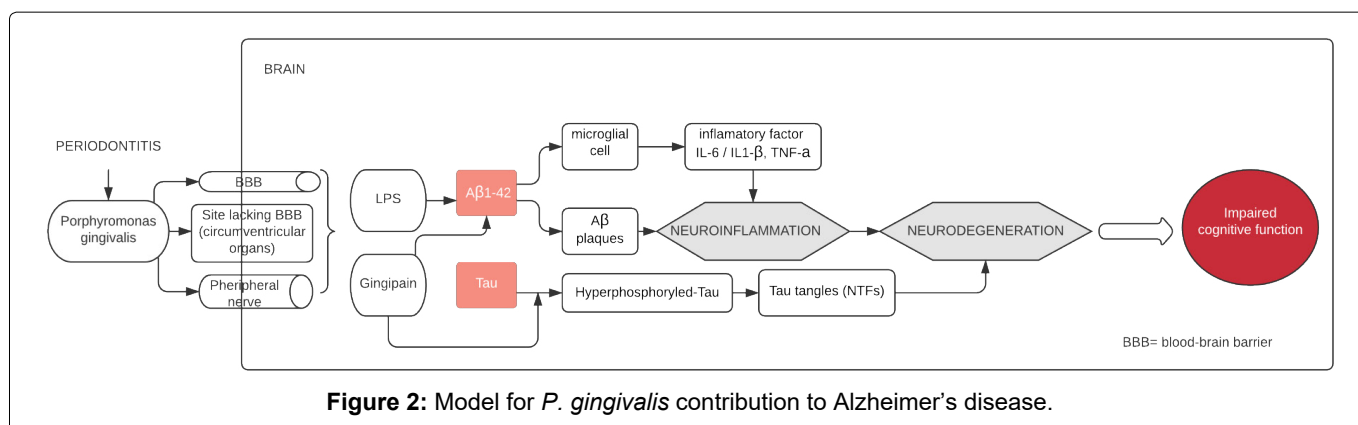 BRAIN
PERIODONTITIS
Porphyromonas
gingivalis
BBB
Site lacking BBB
(circumventricular
organs)
Pheripheral
nerve
LPS
Gingipain
Aβ1-42
Tau
microglial
cell
inflamatory factor
IL-6 / IL1-β, TNF-a
Aβ
plaques
NEUROINFLAMMATION
NEURODEGENERATION
Hyperphosphoryled-Tau
Tau tangles (NTFs)
Impaired
cognitive function
BBB= blood-brain barrier
Figure 2: Model for P. gingivalis contribution to Alzheimer's disease.